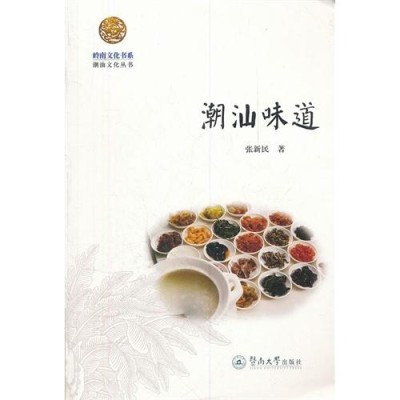 岭南文化书系
潮汕文化丛书
潮汕味道
张新民 著
暨南大学出版社